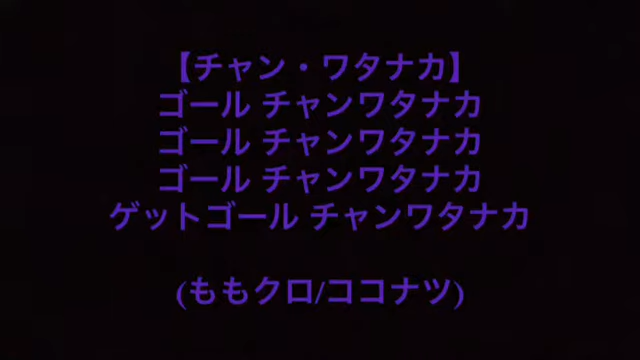 【チャン・ワタナカ】
ゴール チャンワタナカ
ゴール チャンワタナカ
ゴール チャンワタナカ
ゲットゴール チャンワタナカ
(ももクロ/ココナツ)